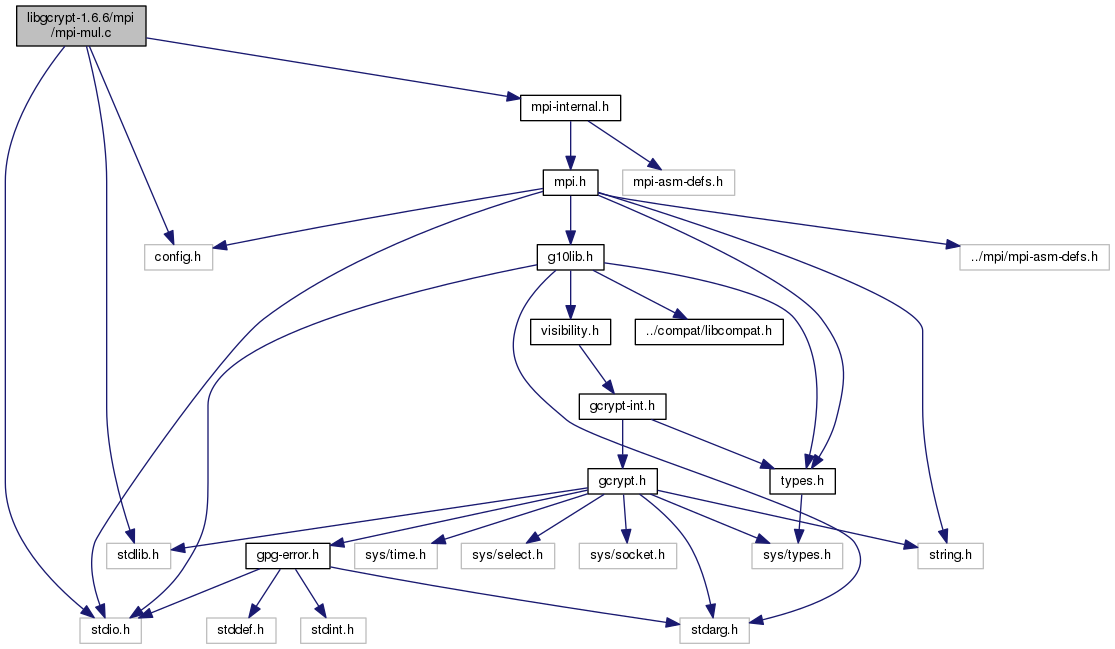 libgcrypt-1.6.6/mpi
/mpi-mul.c
mpi-internal.h
mpi.h
mpi-asm-defs.h
config.h
g10lib.h
../mpi/mpi-asm-defs.h
visibility.h
../compat/libcompat.h
gcrypt-int.h
gcrypt.h
types.h
stdlib.h
gpg-error.h
sys/time.h
sys/select.h
sys/socket.h
sys/types.h
string.h
stdio.h
stddef.h
stdint.h
stdarg.h